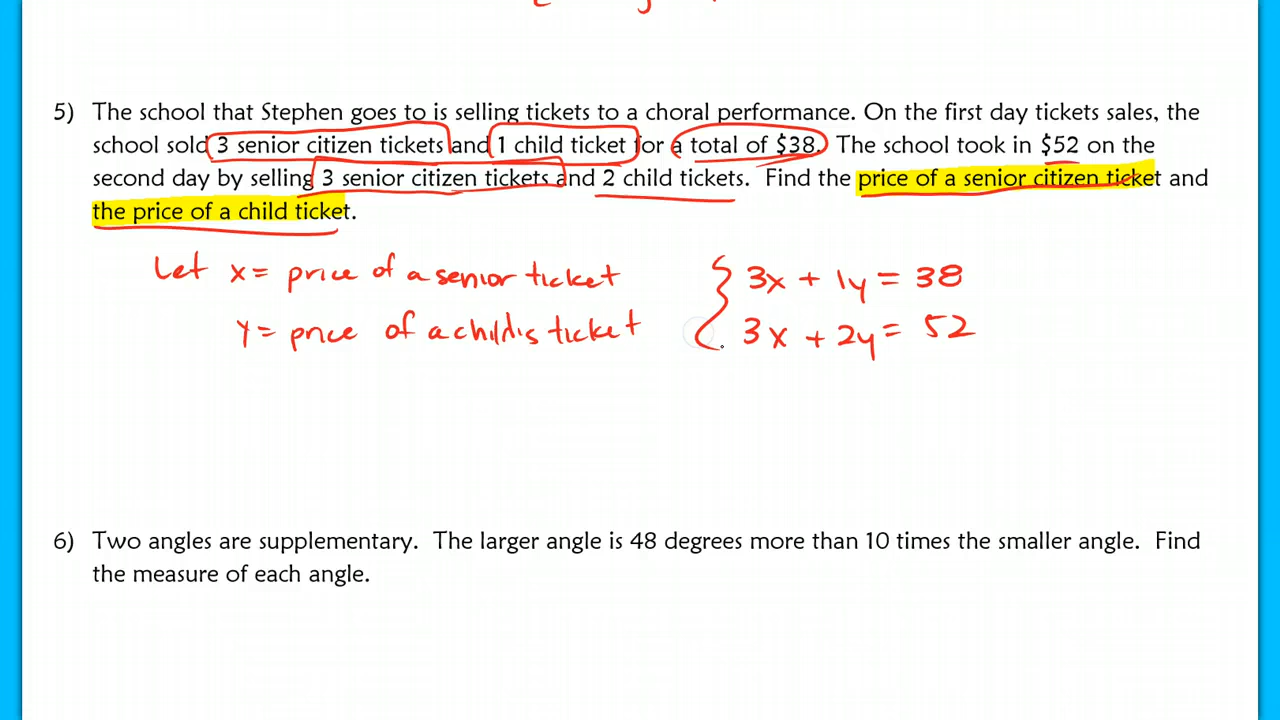 5) The school that Stephen goes to is selling tickets to a choral performance. On the first day tickets sales, the
school sold 3 senior citizen tickets and 1 child ticket for a total of $38. The school took in $52 on the
second day by selling 3 senior citizen tickets and 2 child tickets. Find the price of a senior citizen ticket and
the price of a child ticket.
Let x = price of a senior ticket
y = price of a child's ticket
3x + 1y = 38
3x + 2y = 52
6) Two angles are supplementary. The larger angle is 48 degrees more than 10 times the smaller angle. Find
the measure of each angle.